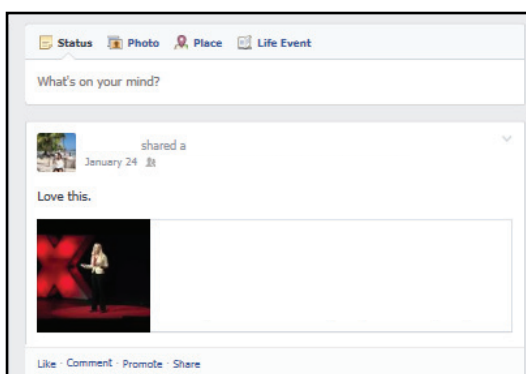 Status Photo Place Life Event
What's on your mind?
shared a
January 24
Love this.
Like · Comment · Promote · Share